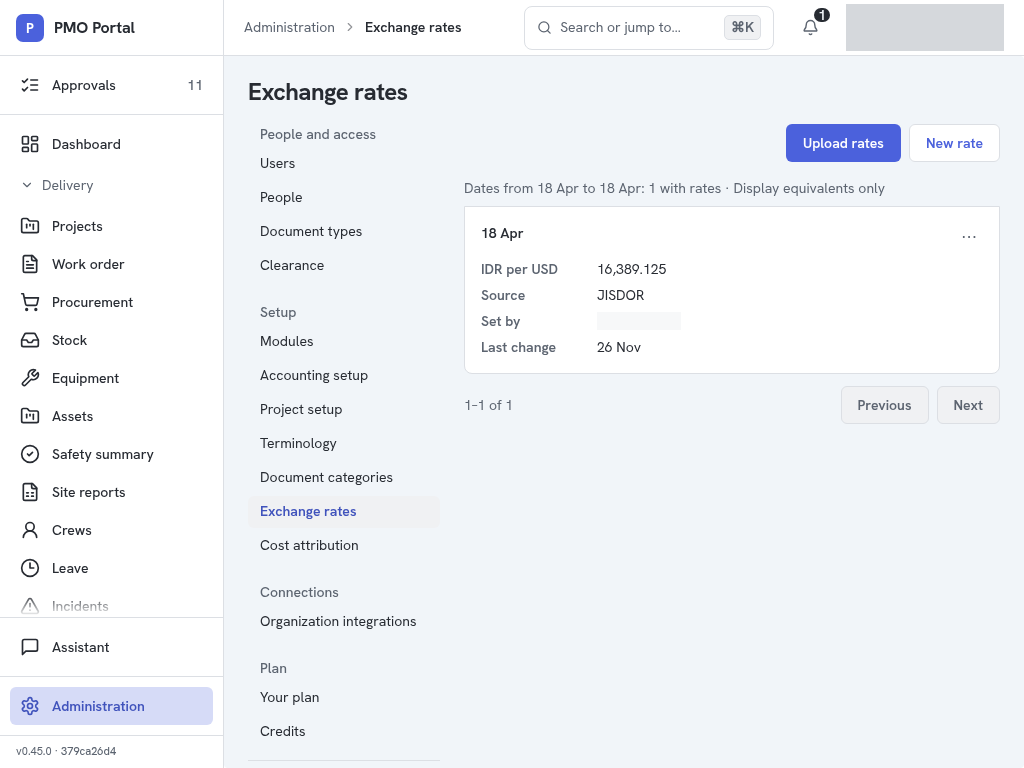 P PMO Portal
Administration > Exchange rates
Search or jump to...
⌘K
1
Approvals 11
Dashboard
Delivery
Projects
Work order
Procurement
Stock
Equipment
Assets
Safety summary
Site reports
Crews
Leave
Incidents
Assistant
Administration
v0.45.0 · 379ca26d4
Exchange rates
People and access
Users
People
Document types
Clearance
Setup
Modules
Accounting setup
Project setup
Terminology
Document categories
Exchange rates
Cost attribution
Connections
Organization integrations
Plan
Your plan
Credits
Upload rates New rate
Dates from 18 Apr to 18 Apr: 1 with rates · Display equivalents only
18 Apr ...
IDR per USD 16,389.125
Source JISDOR
Set by
Last change 26 Nov
1–1 of 1 Previous Next